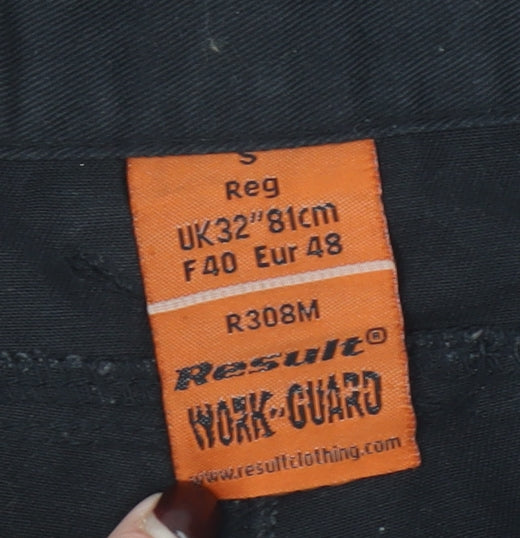 S
Reg
UK32"81cm
F40 Eur 48
R308M
Result®
WORK-GUARD
www.resultclothing.com